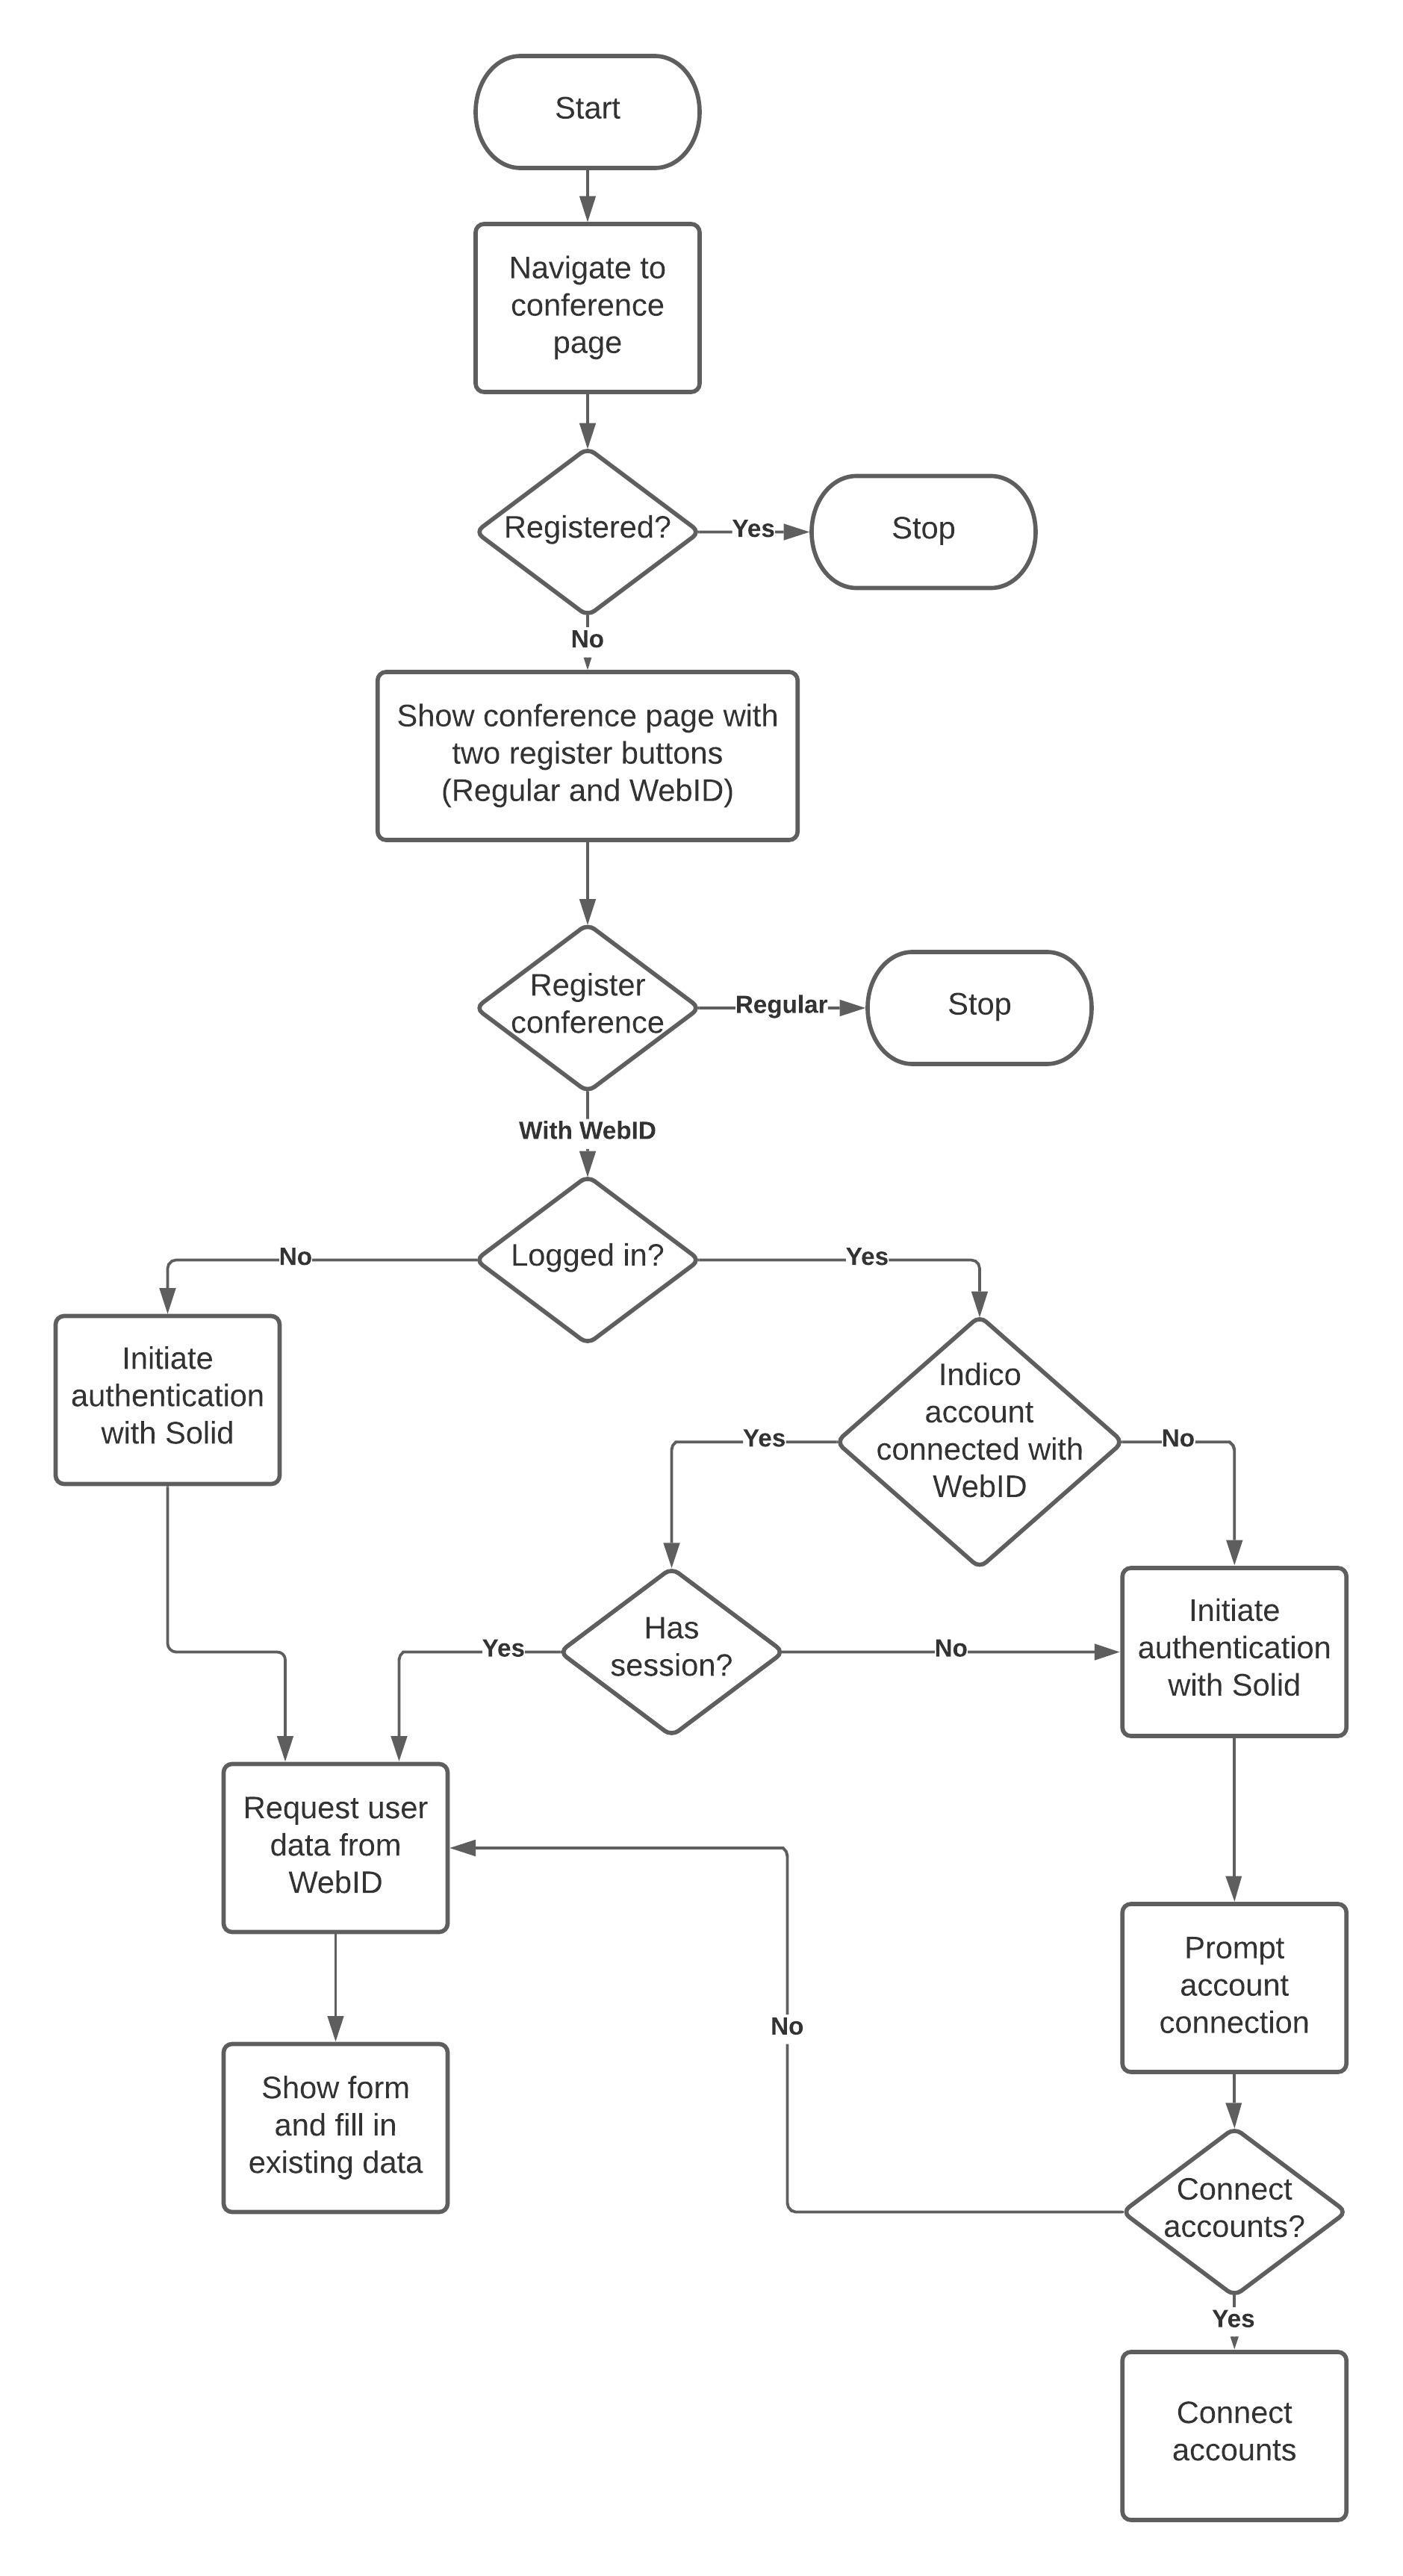 Start
Navigate to
conference
page
Registered?
Yes
Stop
No
Show conference page with
two register buttons
(Regular and WebID)
Register
conference
Regular
Stop
With WebID
Logged in?
No
Yes
Initiate
authentication
with Solid
Indico
account
connected with
WebID
Yes
No
Has
session?
Yes
No
Initiate
authentication
with Solid
Request user
data from
WebID
Prompt
account
connection
No
Show form
and fill in
existing data
Connect
accounts?
Yes
Connect
accounts